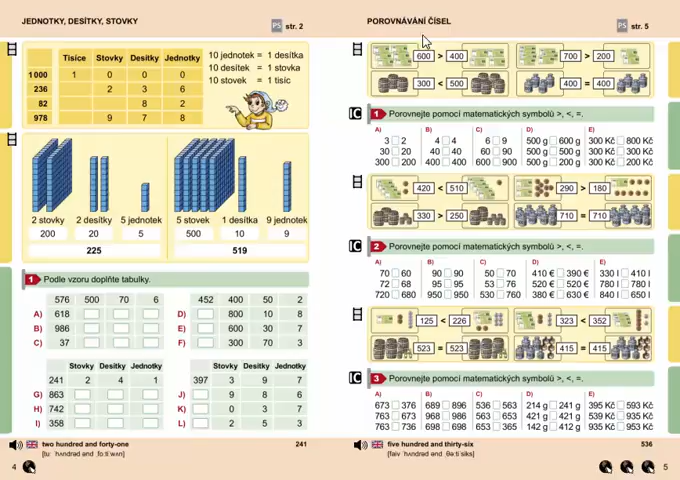 JEDNOTKY, DESÍTKY, STOVKY
PS str. 2
Tisíce Stovky Desítky Jednotky
1 000 1 0 0 0
236 2 3 6
82 8 2
978 9 7 8
10 jednotek = 1 desítka
10 desítek = 1 stovka
10 stovek = 1 tisíc
2 stovky 2 desítky 5 jednotek
200 20 5
225
5 stovek 1 desítka 9 jednotek
500 10 9
519
1 Podle vzoru doplňte tabulky.
576 500 70 6
A) 618
B) 986
C) 37
452 400 50 2
D) 800 10 8
E) 600 30 7
F) 300 70 3
Stovky Desítky Jednotky
241 2 4 1
G) 863
H) 742
I) 358
Stovky Desítky Jednotky
397 3 9 7
J) 9 8 6
K) 0 3 7
L) 2 5 3
two hundred and forty-one 241
4
POROVNÁVÁNÍ ČÍSEL
PS str. 5
600 > 400
700 > 200
300 < 500
400 = 400
1 Porovnejte pomocí matematických symbolů >, <, =.
A) B) C) D) E)
3 2 4 4 6 9 500 g 600 g 300 Kč 800 Kč
30 20 40 40 60 90 500 g 500 g 300 Kč 300 Kč
300 200 400 400 600 900 500 g 100 g 300 Kč 200 Kč
420 < 510
290 > 180
330 > 250
710 = 710
2 Porovnejte pomocí matematických symbolů >, <, =.
A) B) C) D) E)
70 60 90 90 50 70 410 € 390 € 330 l 410 l
72 68 95 95 53 76 520 € 520 € 780 l 780 l
720 680 950 950 530 760 380 € 630 € 840 l 650 l
125 < 226
323 < 352
523 = 523
415 = 415
3 Porovnejte pomocí matematických symbolů >, <, =.
A) B) C) D) E)
673 376 689 896 536 563 214 g 241 g 395 Kč 593 Kč
763 673 968 986 563 653 421 g 421 g 539 Kč 935 Kč
763 736 698 698 653 365 142 g 412 g 935 Kč 953 Kč
five hundred and thirty-six 536
5